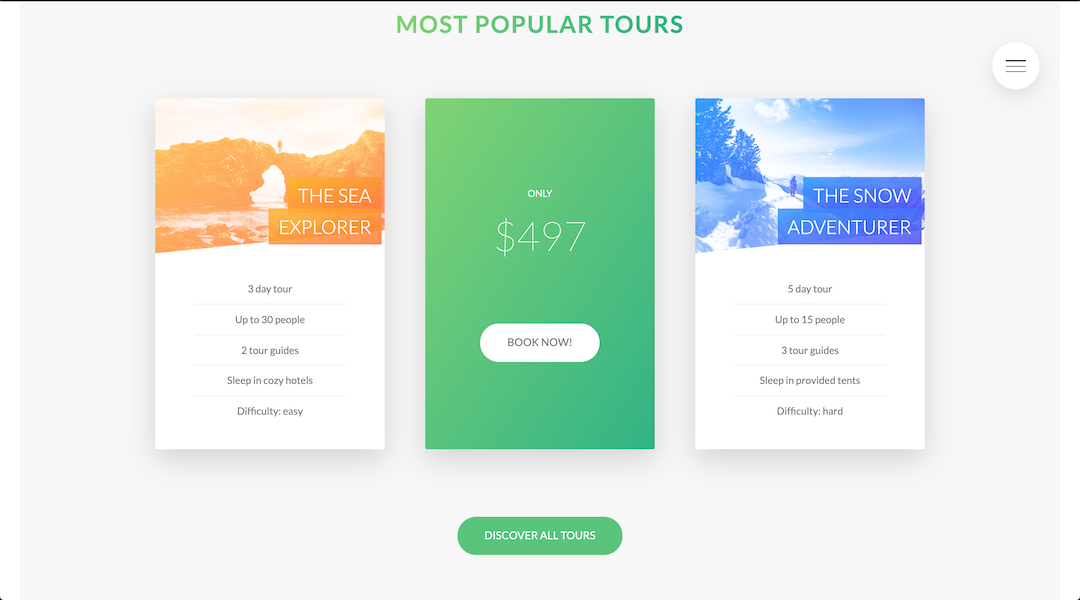 MOST POPULAR TOURS
THE SEA
EXPLORER
3 day tour
Up to 30 people
2 tour guides
Sleep in cozy hotels
Difficulty: easy
ONLY
$497
BOOK NOW!
THE SNOW
ADVENTURER
5 day tour
Up to 15 people
3 tour guides
Sleep in provided tents
Difficulty: hard
DISCOVER ALL TOURS